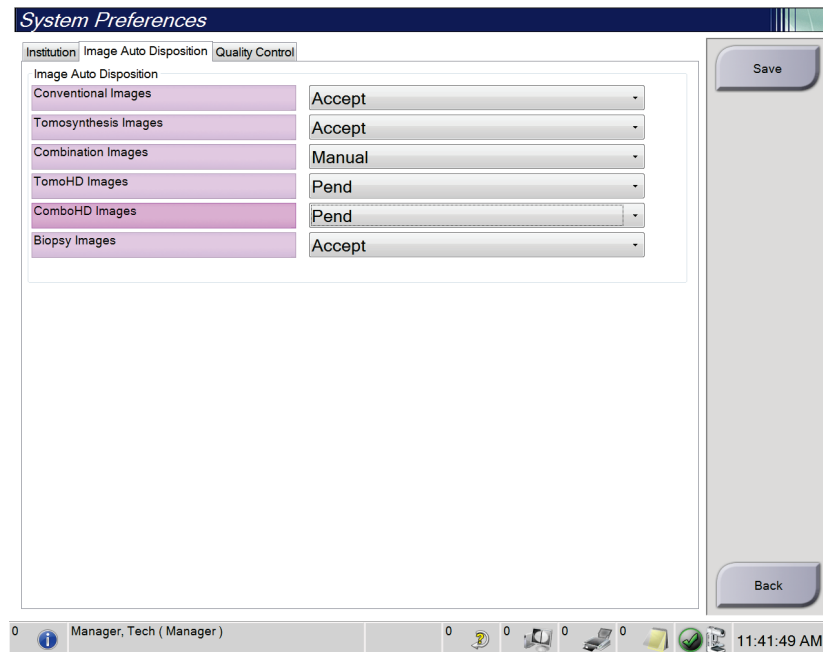 System Preferences
Institution Image Auto Disposition Quality Control
Save
Image Auto Disposition
Conventional Images Accept
Tomosynthesis Images Accept
Combination Images Manual
TomoHD Images Pend
ComboHD Images Pend
Biopsy Images Accept
Back
0 Manager, Tech ( Manager ) 0 0 0 0 11:41:49 AM